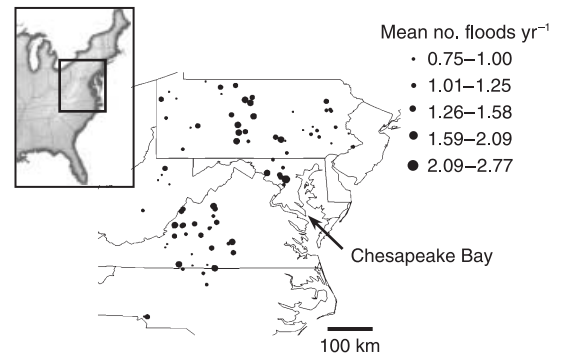 Mean no. floods yr⁻¹
0.75–1.00
1.01–1.25
1.26–1.58
1.59–2.09
2.09–2.77
Chesapeake Bay
100 km